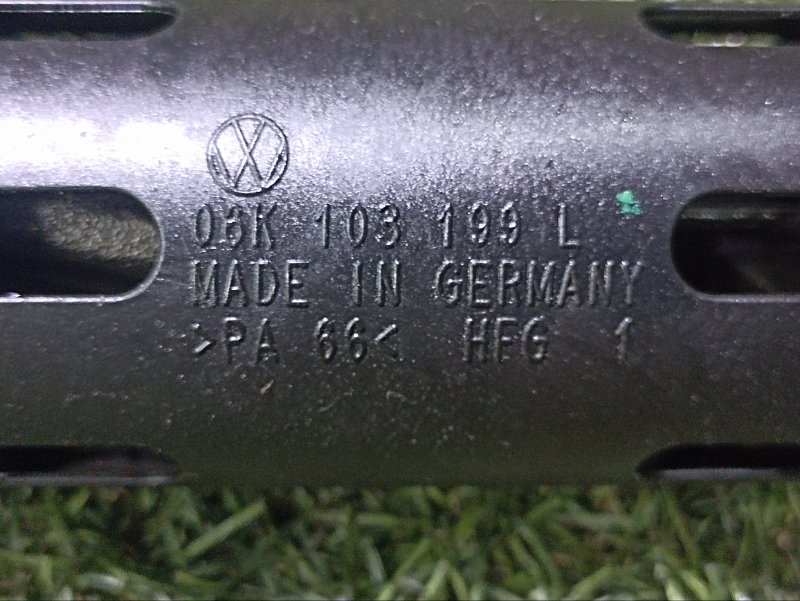 06K 103 199 L
MADE IN GERMANY
>PA 66< HFG 1